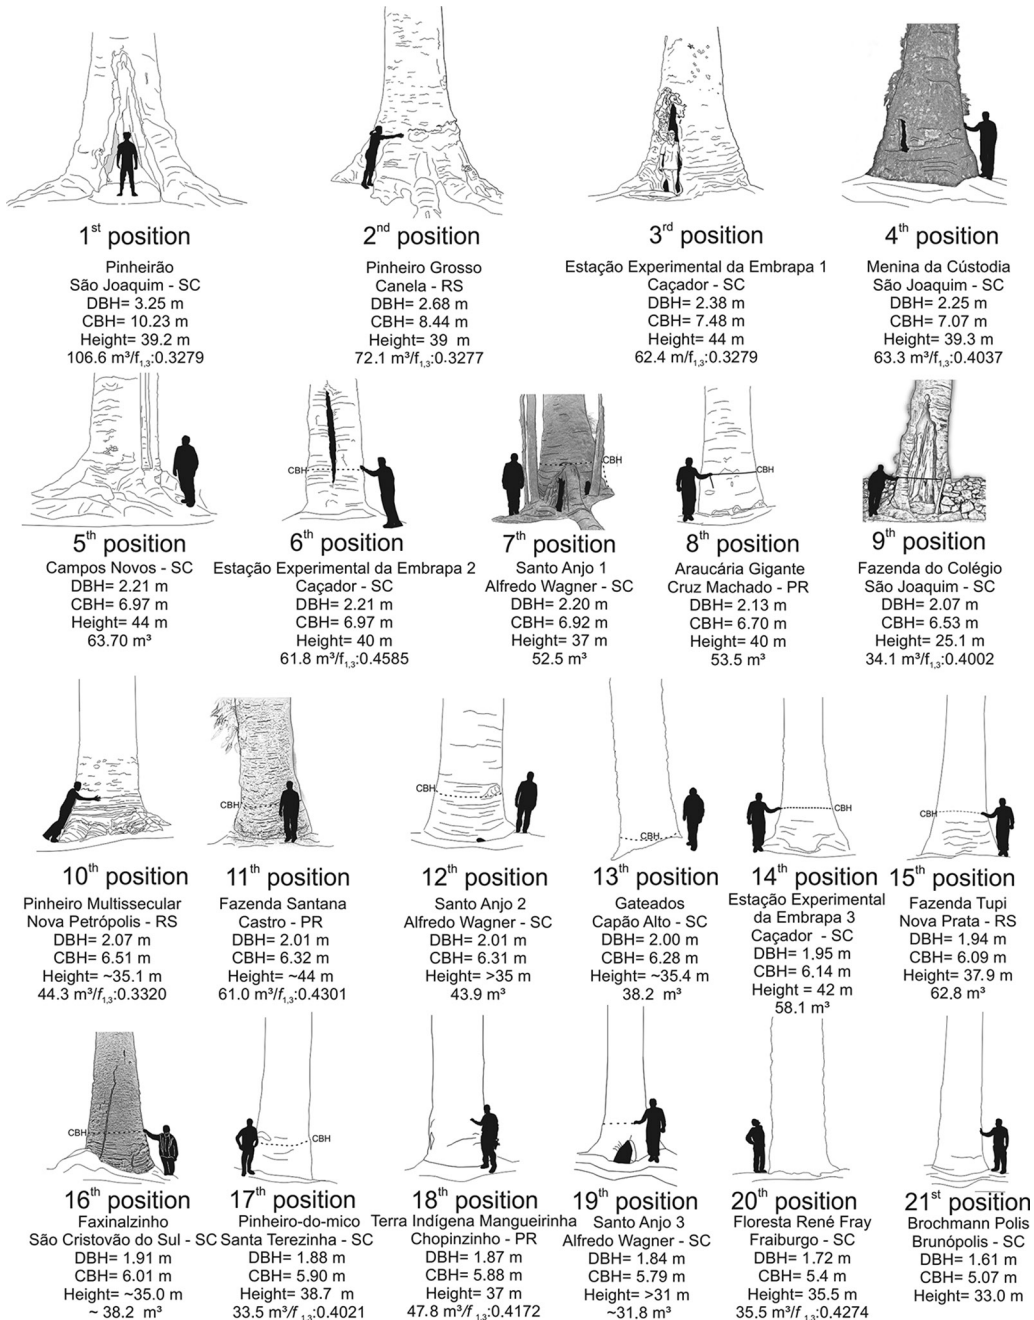 1st position
Pinheirão
São Joaquim - SC
DBH= 3.25 m
CBH= 10.23 m
Height= 39.2 m
106.6 m³/f1,3:0.3279
2nd position
Pinheiro Grosso
Canela - RS
DBH= 2.68 m
CBH= 8.44 m
Height= 39 m
72.1 m³/f1,3:0.3277
3rd position
Estação Experimental da Embrapa 1
Caçador - SC
DBH= 2.38 m
CBH= 7.48 m
Height= 44 m
62.4 m/f1,3:0.3279
4th position
Menina da Cústodia
São Joaquim - SC
DBH= 2.25 m
CBH= 7.07 m
Height= 39.3 m
63.3 m³/f1,3:0.4037
5th position
Campos Novos - SC
DBH= 2.21 m
CBH= 6.97 m
Height= 44 m
63.70 m³
CBH
6th position
Estação Experimental da Embrapa 2
Caçador - SC
DBH= 2.21 m
CBH= 6.97 m
Height= 40 m
61.8 m³/f1,3:0.4585
CBH
7th position
Santo Anjo 1
Alfredo Wagner - SC
DBH= 2.20 m
CBH= 6.92 m
Height= 37 m
52.5 m³
CBH
8th position
Araucária Gigante
Cruz Machado - PR
DBH= 2.13 m
CBH= 6.70 m
Height= 40 m
53.5 m³
CBH
9th position
Fazenda do Colégio
São Joaquim - SC
DBH= 2.07 m
CBH= 6.53 m
Height= 25.1 m
34.1 m³/f1,3:0.4002
10th position
Pinheiro Multissecular
Nova Petrópolis - RS
DBH= 2.07 m
CBH= 6.51 m
Height= ~35.1 m
44.3 m³/f1,3:0.3320
CBH
11th position
Fazenda Santana
Castro - PR
DBH= 2.01 m
CBH= 6.32 m
Height= ~44 m
61.0 m³/f1,3:0.4301
CBH
12th position
Santo Anjo 2
Alfredo Wagner - SC
DBH= 2.01 m
CBH= 6.31 m
Height= >35 m
43.9 m³
CBH
13th position
Gateados
Capão Alto - SC
DBH= 2.00 m
CBH= 6.28 m
Height= ~35.4 m
38.2 m³
CBH
14th position
Estação Experimental
da Embrapa 3
Caçador - SC
DBH= 1.95 m
CBH= 6.14 m
Height = 42 m
58.1 m³
CBH
15th position
Fazenda Tupi
Nova Prata - RS
DBH= 1.94 m
CBH= 6.09 m
Height= 37.9 m
62.8 m³
CBH
16th position
Faxinalzinho
São Cristovão do Sul - SC
DBH= 1.91 m
CBH= 6.01 m
Height= ~35.0 m
~ 38.2 m³
CBH
17th position
Pinheiro-do-mico
Santa Terezinha - SC
DBH= 1.88 m
CBH= 5.90 m
Height= 38.7 m
33.5 m³/f1,3:0.4021
18th position
Terra Indígena Mangueirinha
Chopinzinho - PR
DBH= 1.87 m
CBH= 5.88 m
Height= 37 m
47.8 m³/f1,3:0.4172
CBH
19th position
Santo Anjo 3
Alfredo Wagner - SC
DBH= 1.84 m
CBH= 5.79 m
Height= >31 m
~31.8 m³
20th position
Floresta René Fray
Fraiburgo - SC
DBH= 1.72 m
CBH= 5.4 m
Height= 35.5 m
35.5 m³/f1,3:0.4274
21st position
Brochmann Polis
Brunópolis - SC
DBH= 1.61 m
CBH= 5.07 m
Height= 33.0 m